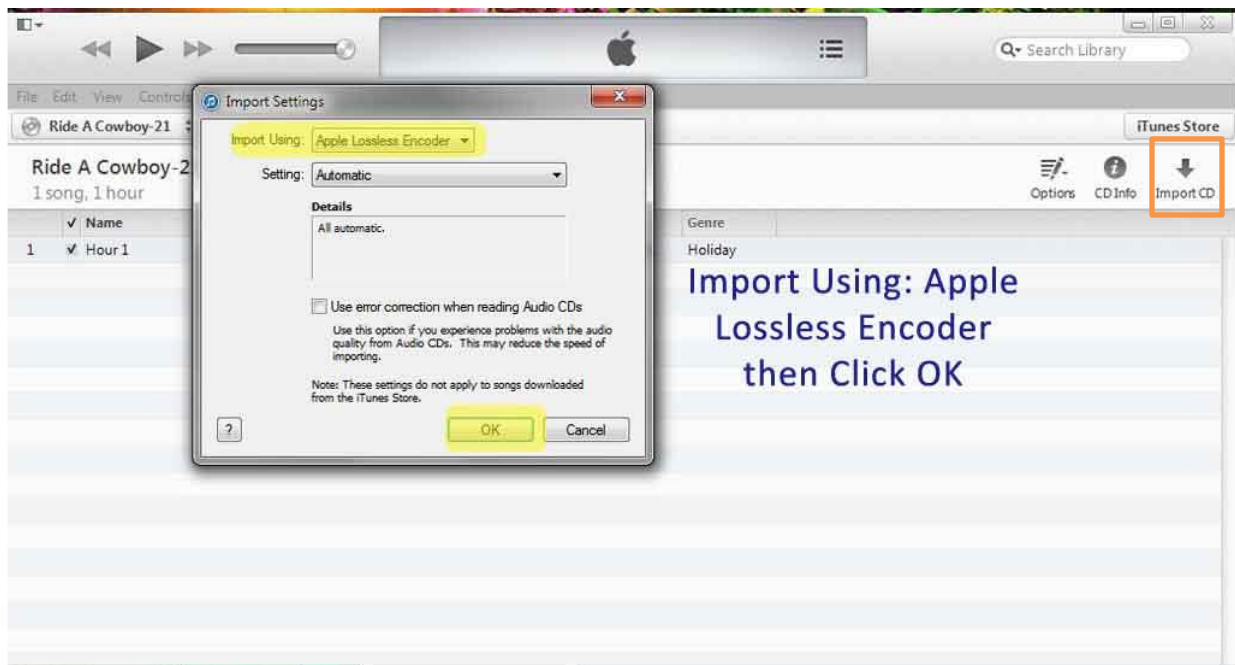 Search Library
File Edit View Controls
Import Settings
Ride A Cowboy-21
iTunes Store
Import Using: Apple Lossless Encoder
Ride A Cowboy-2
1 song, 1 hour
Setting: Automatic
Options CD Info Import CD
Details
All automatic.
✓ Name Genre
1 ✓ Hour 1 Holiday
Use error correction when reading Audio CDs
Use this option if you experience problems with the audio
quality from Audio CDs. This may reduce the speed of
importing.
Note: These settings do not apply to songs downloaded
from the iTunes Store.
? OK Cancel
Import Using: Apple
Lossless Encoder
then Click OK